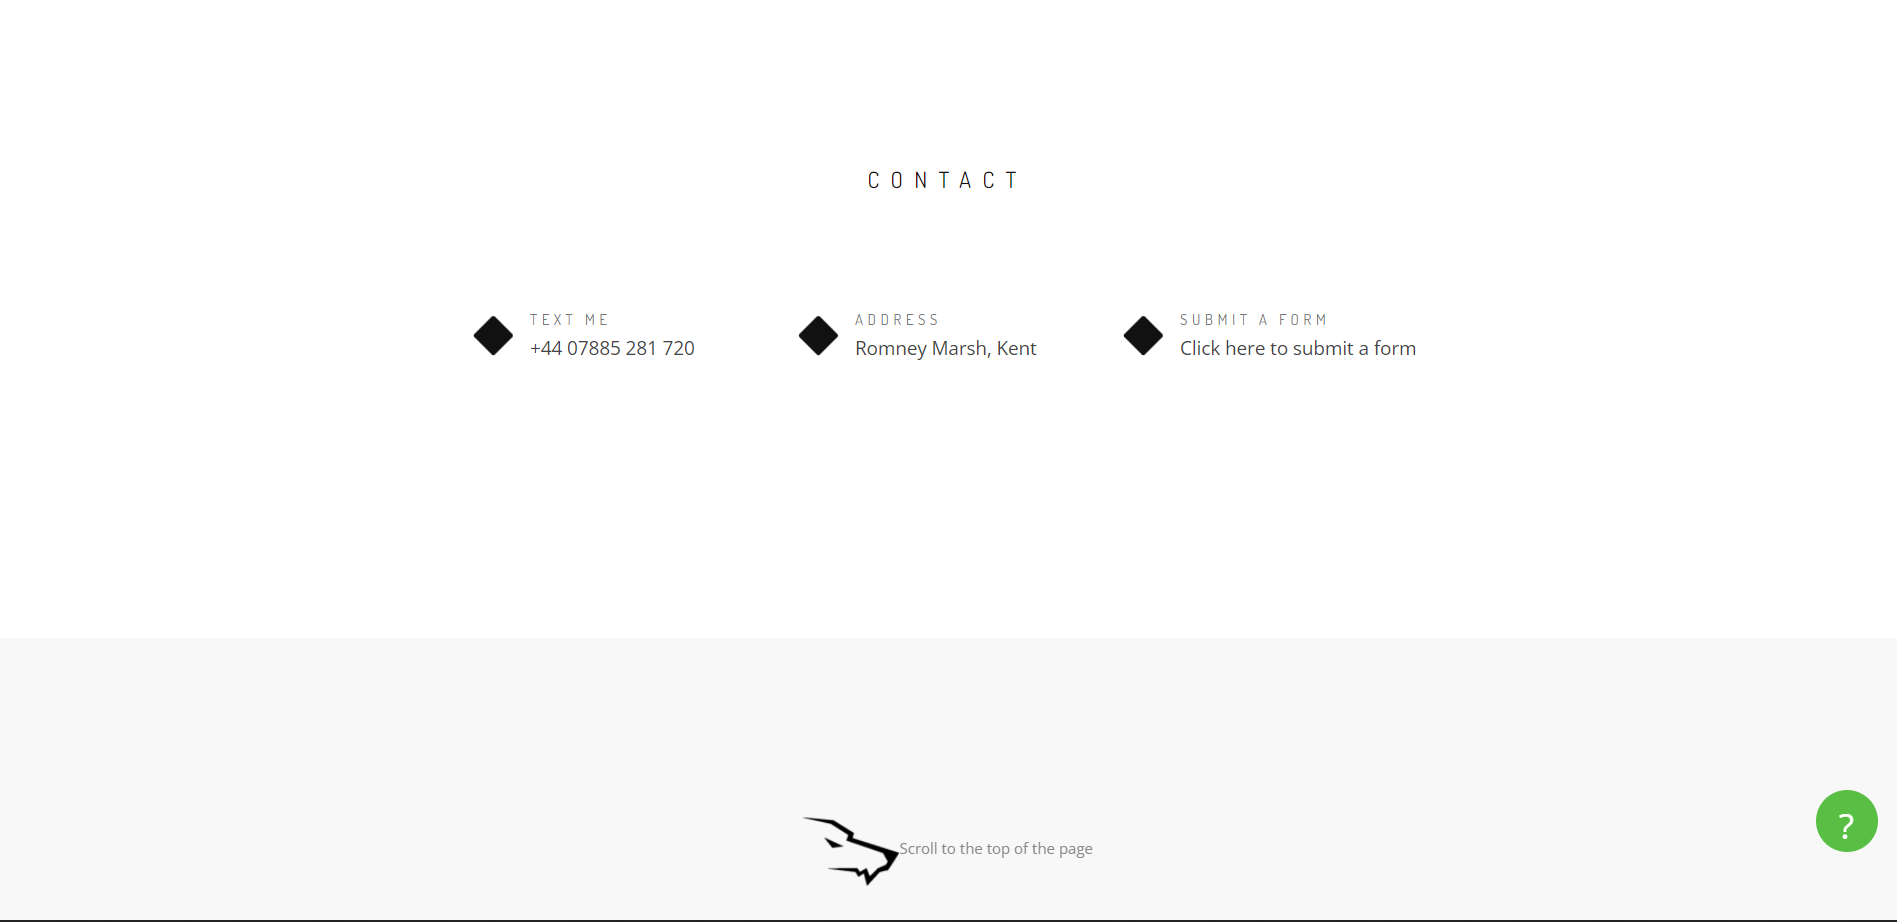 CONTACT
TEXT ME
+44 07885 281 720
ADDRESS
Romney Marsh, Kent
SUBMIT A FORM
Click here to submit a form
Scroll to the top of the page
?